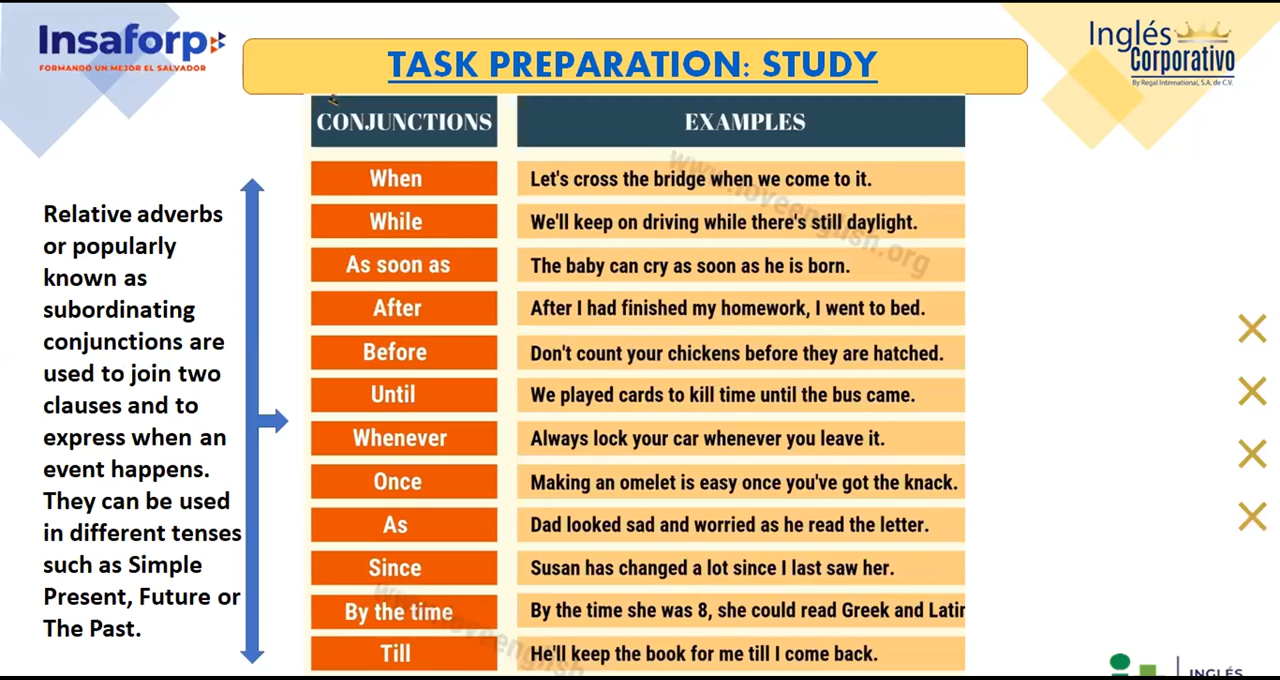 Insaforp
FORMANDO UN MEJOR EL SALVADOR
TASK PREPARATION: STUDY
Inglés
Corporativo
By Regal International, S.A. de C.V.
CONJUNCTIONS EXAMPLES
When Let's cross the bridge when we come to it.
While We'll keep on driving while there's still daylight.
As soon as The baby can cry as soon as he is born.
After After I had finished my homework, I went to bed.
Before Don't count your chickens before they are hatched.
Until We played cards to kill time until the bus came.
Whenever Always lock your car whenever you leave it.
Once Making an omelet is easy once you've got the knack.
As Dad looked sad and worried as he read the letter.
Since Susan has changed a lot since I last saw her.
By the time By the time she was 8, she could read Greek and Latin
Till He'll keep the book for me till I come back.
Relative adverbs
or popularly
known as
subordinating
conjunctions are
used to join two
clauses and to
express when an
event happens.
They can be used
in different tenses
such as Simple
Present, Future or
The Past.
www.loveenglish.org
INGLÉS